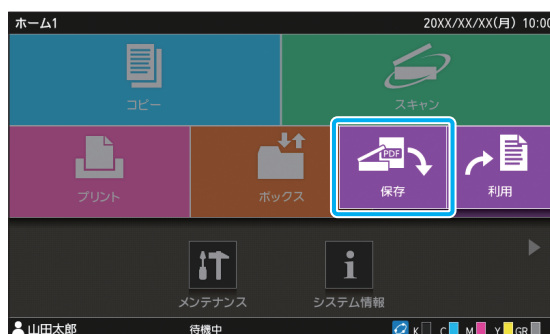 ホーム1 20XX/XX/XX(月) 10:00
コピー
スキャン
プリント
ボックス
PDF
保存
利用
メンテナンス
システム情報
山田太郎 待機中 K C M Y GR